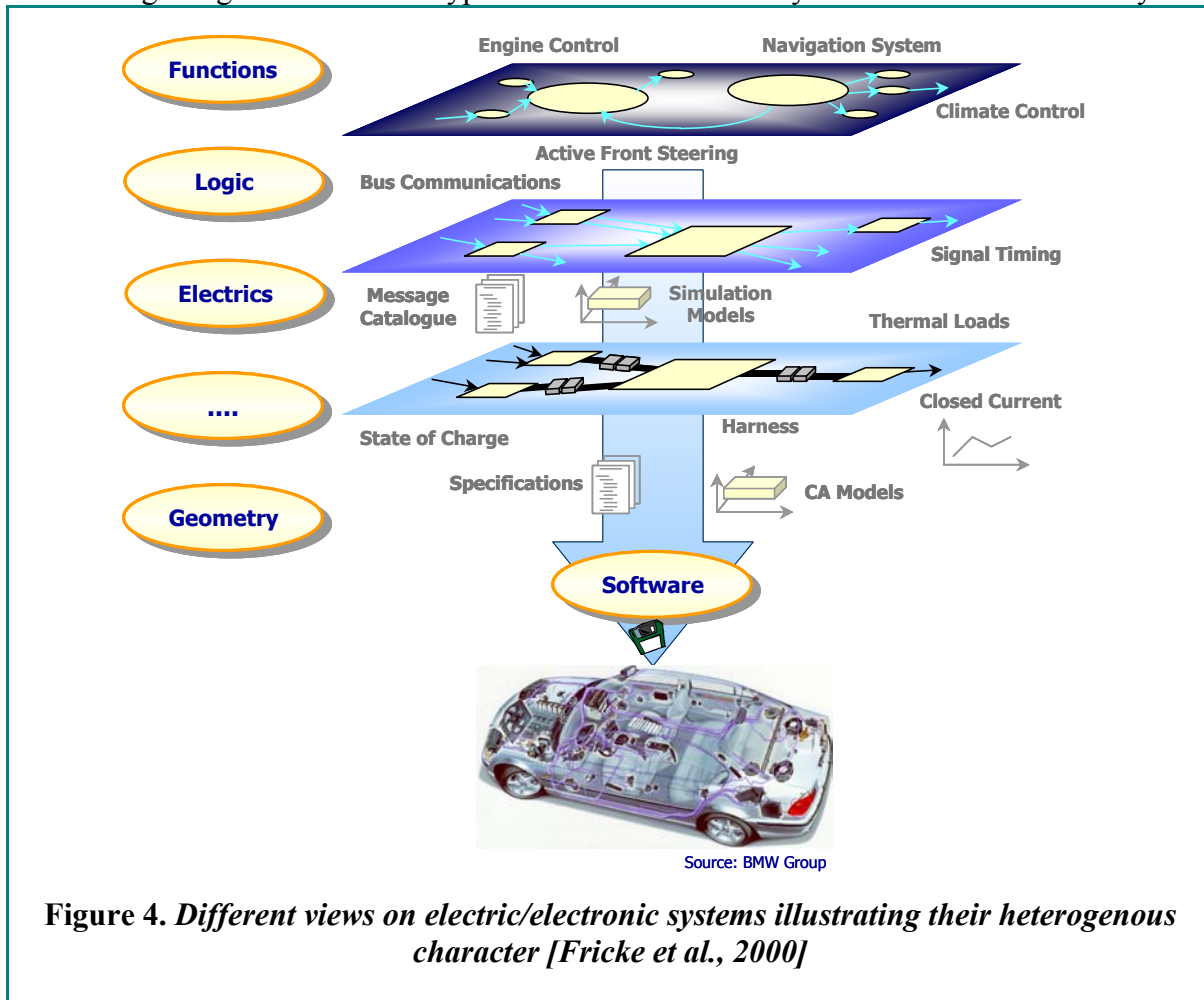 Engine Control
Navigation System
Functions
Climate Control
Active Front Steering
Logic
Bus Communications
Signal Timing
Electrics
Message
Catalogue
Simulation
Models
Thermal Loads
....
Closed Current
State of Charge
Harness
Specifications
CA Models
Geometry
Software
Source: BMW Group
Figure 4. Different views on electric/electronic systems illustrating their heterogenous
character [Fricke et al., 2000]